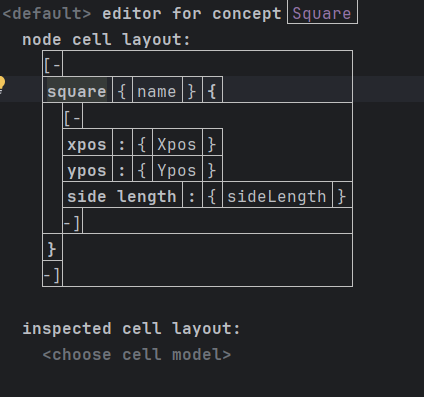 <default> editor for concept Square
node cell layout:
[-
square { name } {
[-
xpos : { Xpos }
ypos : { Ypos }
side length : { sideLength }
-]
}
-]
inspected cell layout:
<choose cell model>